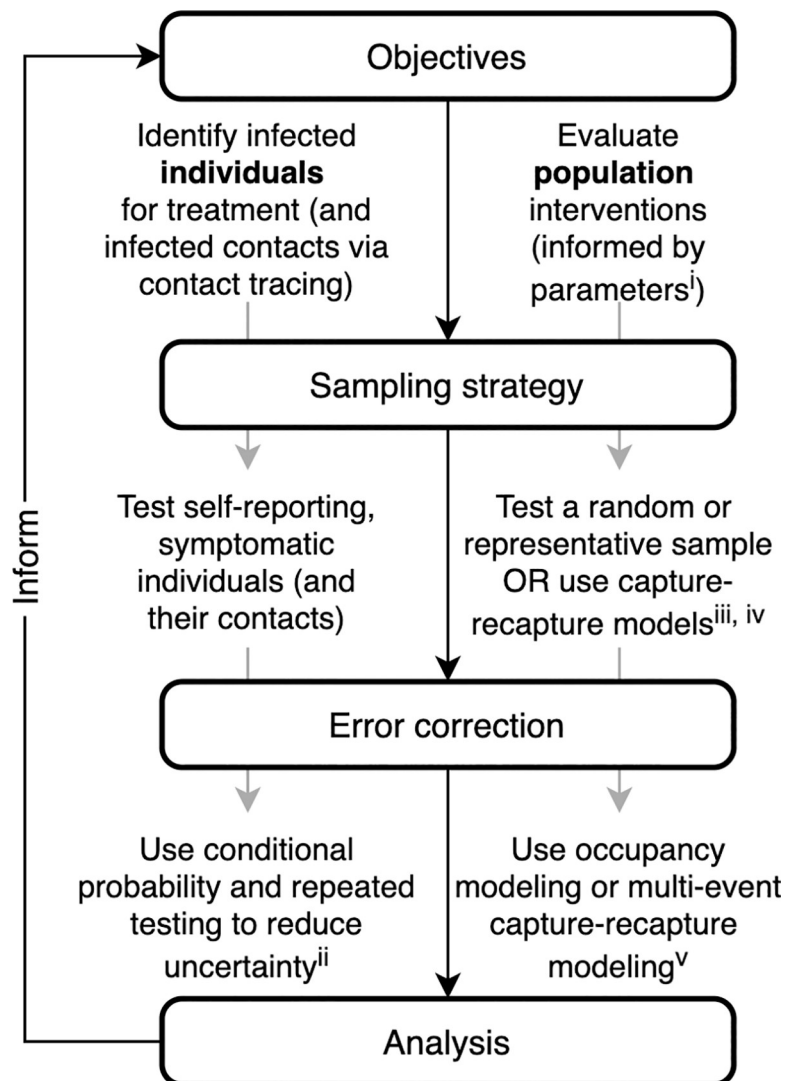 Objectives
Identify infected
individuals
for treatment (and
infected contacts via
contact tracing)
Evaluate
population
interventions
(informed by
parametersⁱ)
Sampling strategy
Test self-reporting,
symptomatic
individuals (and
their contacts)
Test a random or
representative sample
OR use capture-
recapture modelsⁱⁱⁱ, ⁱᵛ
Error correction
Use conditional
probability and repeated
testing to reduce
uncertaintyⁱⁱ
Use occupancy
modeling or multi-event
capture-recapture
modelingᵛ
Analysis
Inform